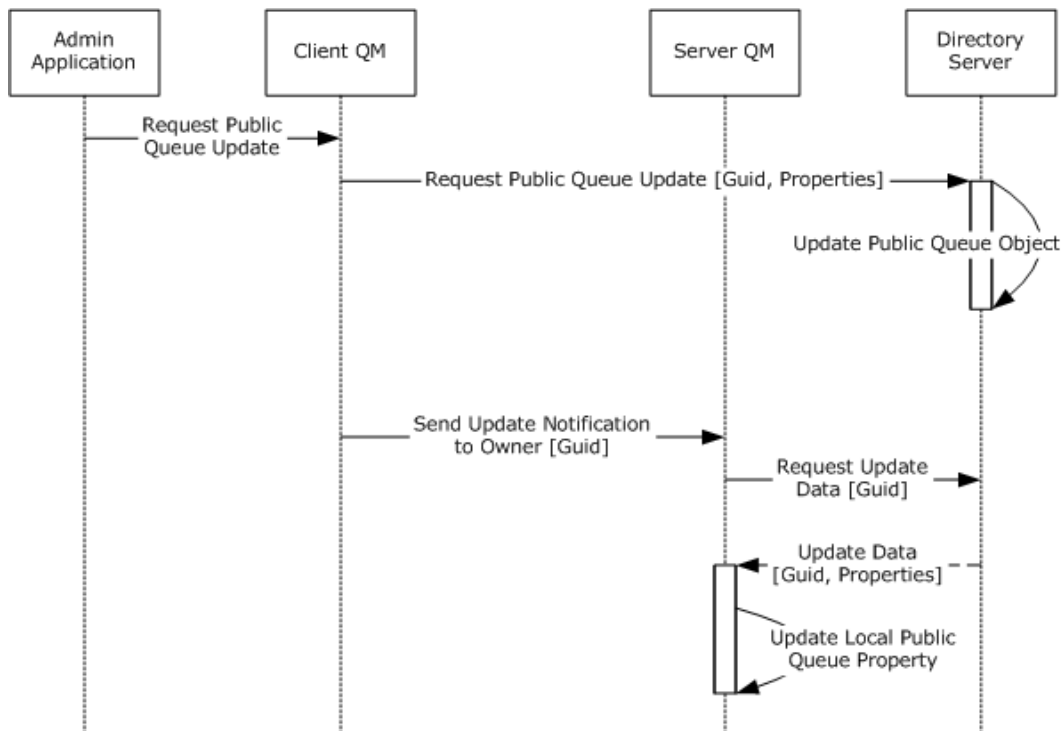 Admin
Application
Client QM
Server QM
Directory
Server
Request Public
Queue Update
Request Public Queue Update [Guid, Properties]
Update Public Queue Object
Send Update Notification
to Owner [Guid]
Request Update
Data [Guid]
Update Data
[Guid, Properties]
Update Local Public
Queue Property